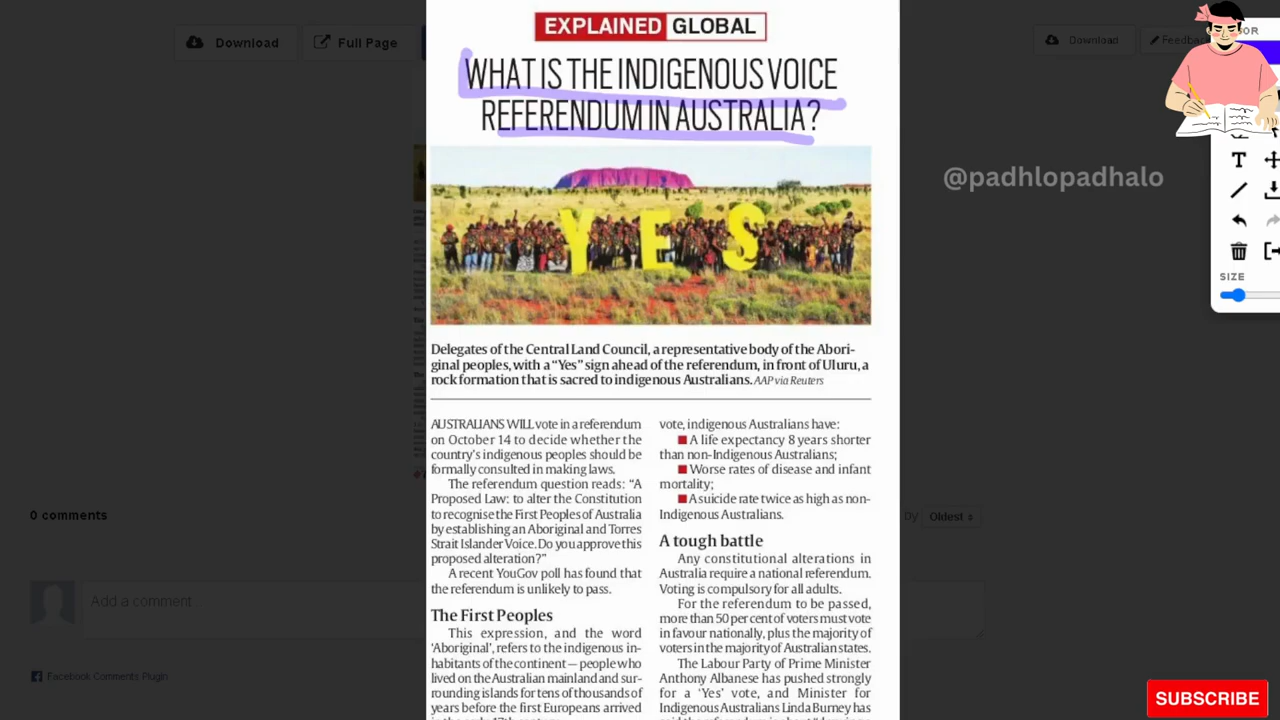 EXPLAINED GLOBAL
WHAT IS THE INDIGENOUS VOICE
REFERENDUM IN AUSTRALIA?
Download
Full Page
Download
Feedba
OR
@padhlopadhalo
T
SIZE
YES
Delegates of the Central Land Council, a representative body of the Abori-
ginal peoples, with a “Yes” sign ahead of the referendum, in front of Uluru, a
rock formation that is sacred to indigenous Australians. AAP via Reuters
AUSTRALIANS WILL vote in a referendum
on October 14 to decide whether the
country’s indigenous peoples should be
formally consulted in making laws.
The referendum question reads: “A
Proposed Law: to alter the Constitution
to recognise the First Peoples of Australia
by establishing an Aboriginal and Torres
Strait Islander Voice. Do you approve this
proposed alteration?”
A recent YouGov poll has found that
the referendum is unlikely to pass.
The First Peoples
This expression, and the word
‘Aboriginal’, refers to the indigenous in-
habitants of the continent — people who
lived on the Australian mainland and sur-
rounding islands for tens of thousands of
years before the first Europeans arrived
vote, indigenous Australians have:
■ A life expectancy 8 years shorter
than non-Indigenous Australians;
■ Worse rates of disease and infant
mortality;
■ A suicide rate twice as high as non-
Indigenous Australians.
A tough battle
Any constitutional alterations in
Australia require a national referendum.
Voting is compulsory for all adults.
For the referendum to be passed,
more than 50 per cent of voters must vote
in favour nationally, plus the majority of
voters in the majority of Australian states.
The Labour Party of Prime Minister
Anthony Albanese has pushed strongly
for a ‘Yes’ vote, and Minister for
Indigenous Australians Linda Burney has
0 comments
by Oldest
Add a comment
Facebook Comments Plugin
SUBSCRIBE